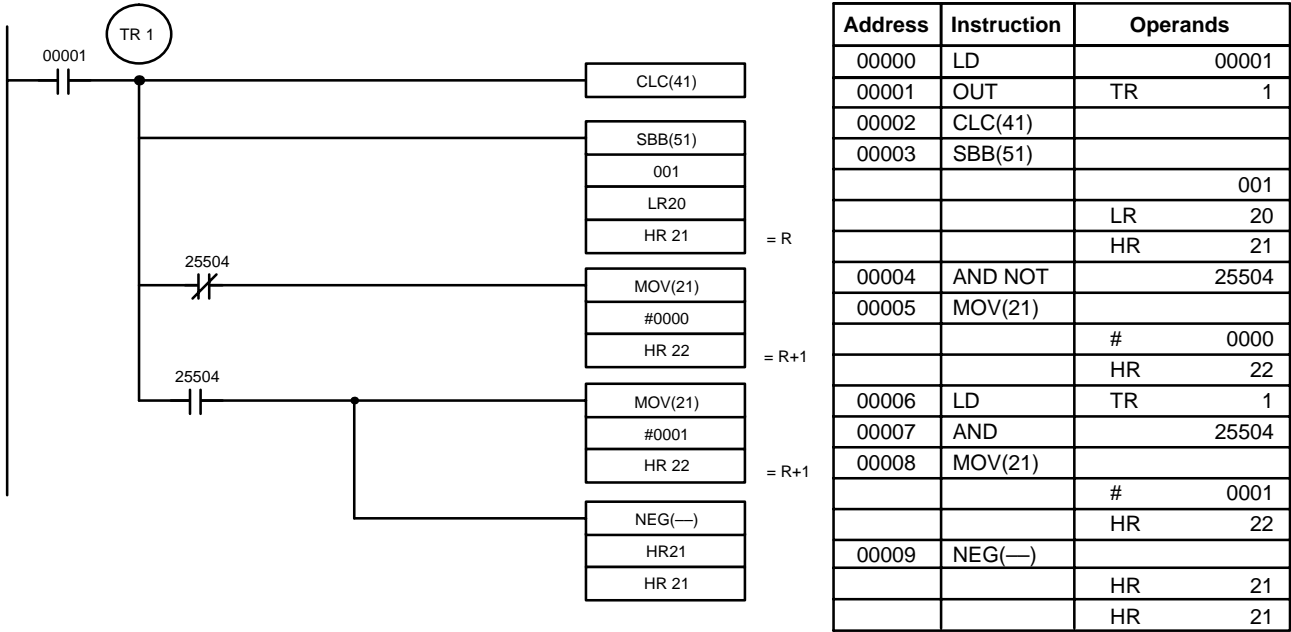 TR 1
00001
CLC(41)
SBB(51)
001
LR20
HR 21
= R
25504
MOV(21)
#0000
HR 22
= R+1
25504
MOV(21)
#0001
HR 22
= R+1
NEG(—)
HR21
HR 21
Address Instruction Operands
00000 LD 00001
00001 OUT TR 1
00002 CLC(41)
00003 SBB(51)
001
LR 20
HR 21
00004 AND NOT 25504
00005 MOV(21)
# 0000
HR 22
00006 LD TR 1
00007 AND 25504
00008 MOV(21)
# 0001
HR 22
00009 NEG(—)
HR 21
HR 21